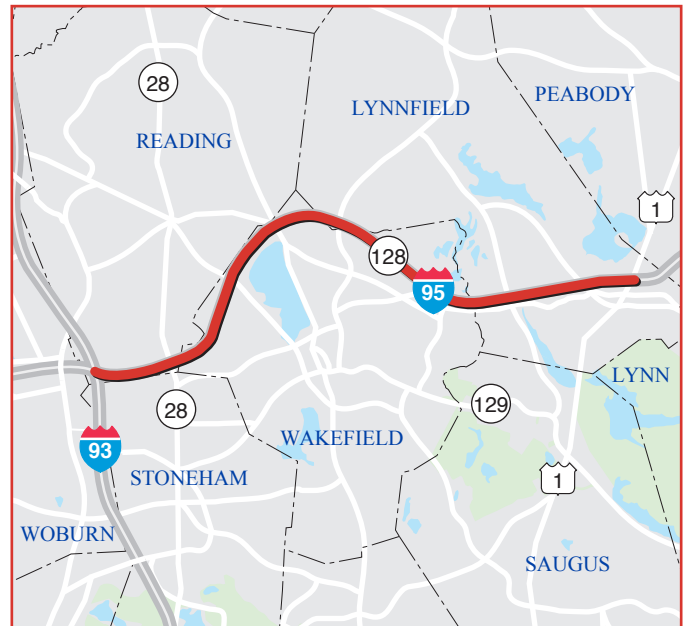 28
PEABODY
LYNNFIELD
READING
1
128
95
LYNN
28
129
WAKEFIELD
93
STONEHAM
1
WOBURN
SAUGUS